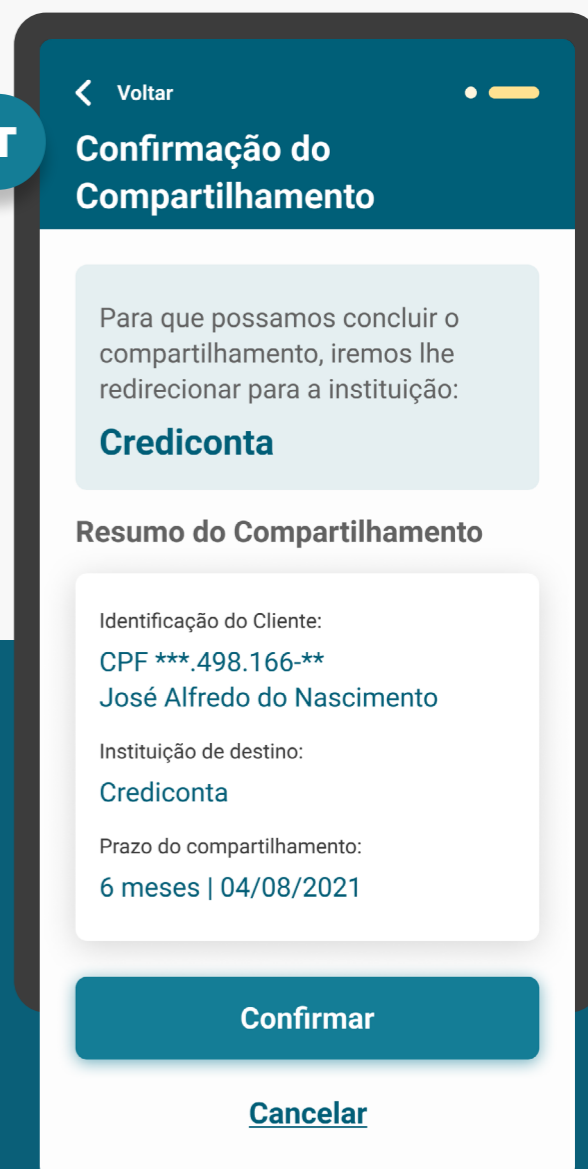 Voltar
T
Confirmação do
Compartilhamento
Para que possamos concluir o
compartilhamento, iremos lhe
redirecionar para a instituição:
Crediconta
Resumo do Compartilhamento
Identificação do Cliente:
CPF ***.498.166-**
José Alfredo do Nascimento
Instituição de destino:
Crediconta
Prazo do compartilhamento:
6 meses | 04/08/2021
Confirmar
Cancelar